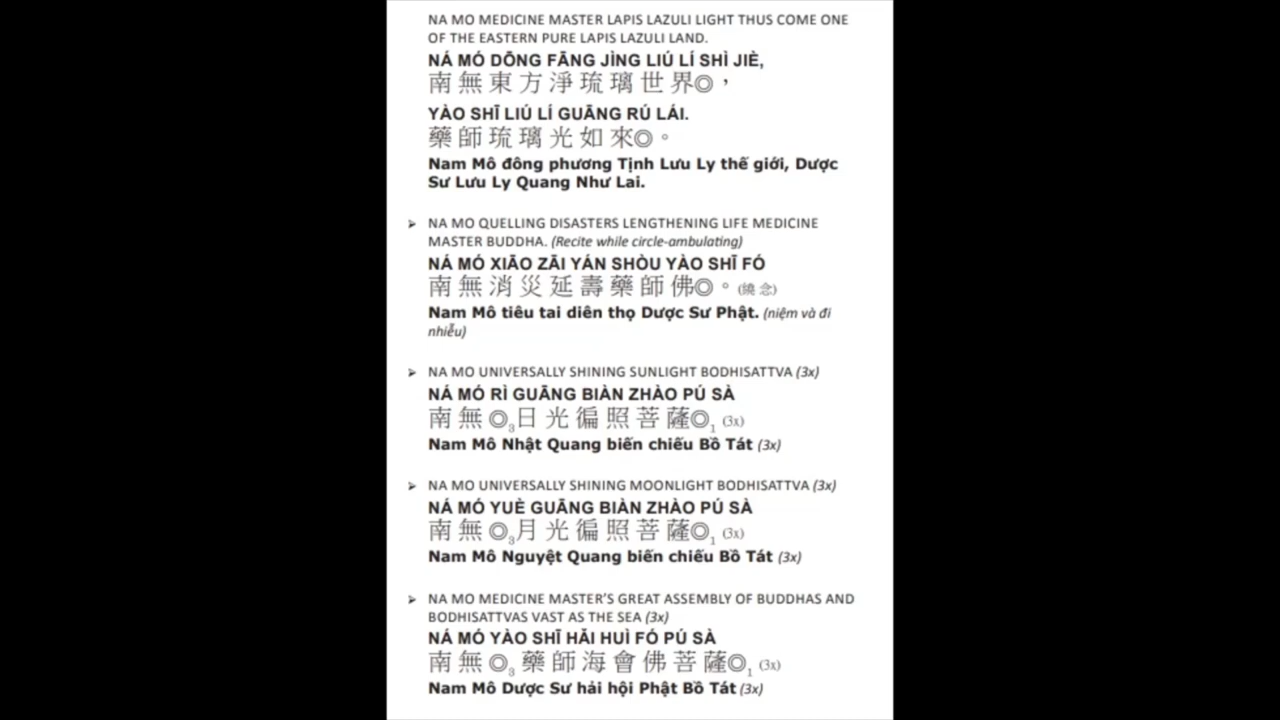 NA MO MEDICINE MASTER LAPIS LAZULI LIGHT THUS COME ONE
OF THE EASTERN PURE LAPIS LAZULI LAND.
NÁ MÓ DŌNG FĀNG JÌNG LIÚ LÍ SHÌ JIÈ,
南無東方淨琉璃世界◎，
YÀO SHĪ LIÚ LÍ GUĀNG RÚ LÁI.
藥師琉璃光如來◎。
Nam Mô đông phương Tịnh Lưu Ly thế giới, Dược
Sư Lưu Ly Quang Như Lai.
➢ NA MO QUELLING DISASTERS LENGTHENING LIFE MEDICINE
MASTER BUDDHA. (Recite while circle-ambulating)
NÁ MÓ XIĀO ZĀI YÁN SHÒU YÀO SHĪ FÓ
南無消災延壽藥師佛◎。(繞念)
Nam Mô tiêu tai diên thọ Dược Sư Phật. (niệm và đi
nhiễu)
➢ NA MO UNIVERSALLY SHINING SUNLIGHT BODHISATTVA (3x)
NÁ MÓ RÌ GUĀNG BIÀN ZHÀO PÚ SÀ
南無◎3日光徧照菩薩◎1 (3x)
Nam Mô Nhật Quang biến chiếu Bồ Tát (3x)
➢ NA MO UNIVERSALLY SHINING MOONLIGHT BODHISATTVA (3x)
NÁ MÓ YUÈ GUĀNG BIÀN ZHÀO PÚ SÀ
南無◎3月光徧照菩薩◎1 (3x)
Nam Mô Nguyệt Quang biến chiếu Bồ Tát (3x)
➢ NA MO MEDICINE MASTER’S GREAT ASSEMBLY OF BUDDHAS AND
BODHISATTVAS VAST AS THE SEA (3x)
NÁ MÓ YÀO SHĪ HǍI HUÌ FÓ PÚ SÀ
南無◎3藥師海會佛菩薩◎1 (3x)
Nam Mô Dược Sư hải hội Phật Bồ Tát (3x)